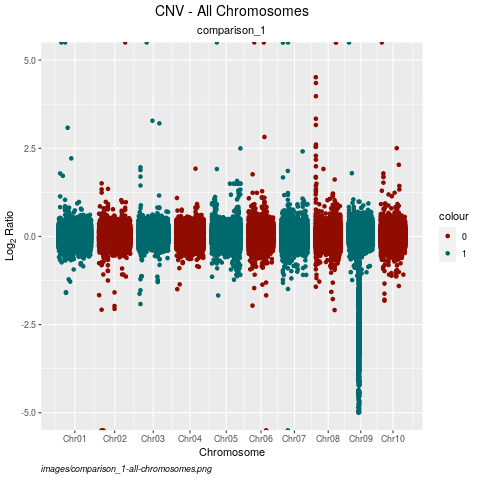 CNV - All Chromosomes
comparison_1
5.0
2.5
0.0
-2.5
-5.0
Log2 Ratio
Chr01 Chr02 Chr03 Chr04 Chr05 Chr06 Chr07 Chr08 Chr09 Chr10
Chromosome
colour
0
1
images/comparison_1-all-chromosomes.png